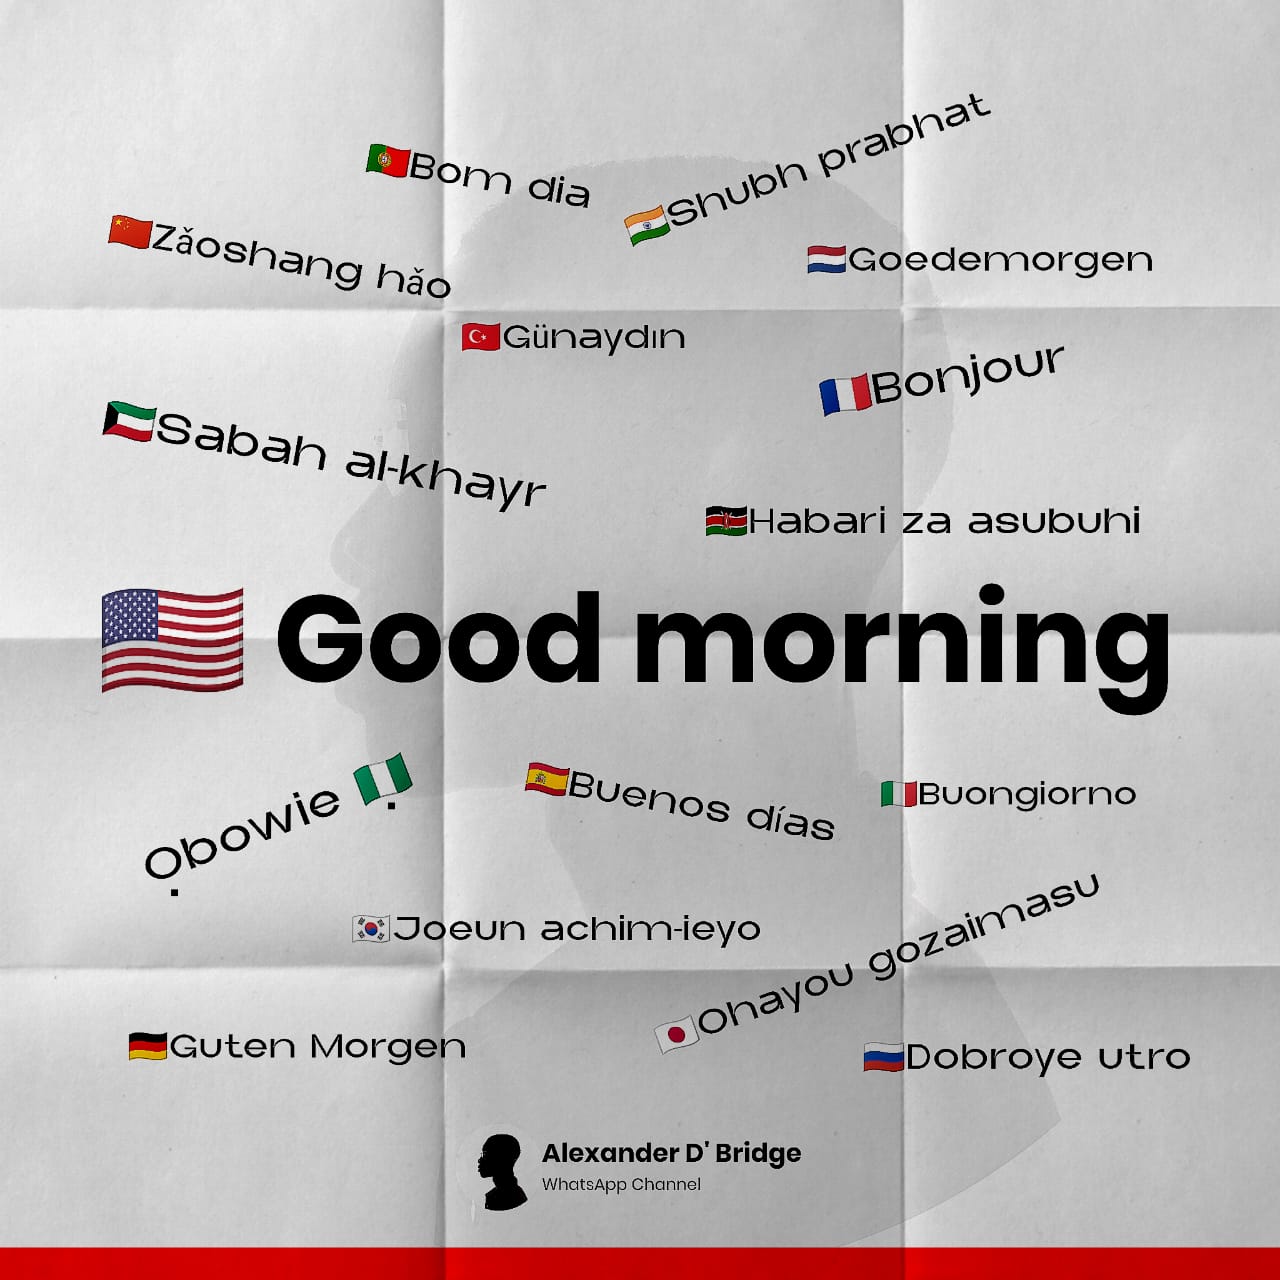 🇵🇹Bom dia
🇮🇳Shubh prabhat
🇨🇳Zǎoshang hǎo
🇳🇱Goedemorgen
🇹🇷Günaydın
🇫🇷Bonjour
🇰🇼Sabah al-khayr
🇰🇪Habari za asubuhi
🇺🇸 Good morning
Ọbowie 🇳🇬
🇪🇸Buenos días
🇮🇹Buongiorno
🇰🇷Joeun achim-ieyo
🇯🇵Ohayou gozaimasu
🇩🇪Guten Morgen
🇷🇺Dobroye utro
Alexander D' Bridge
WhatsApp Channel